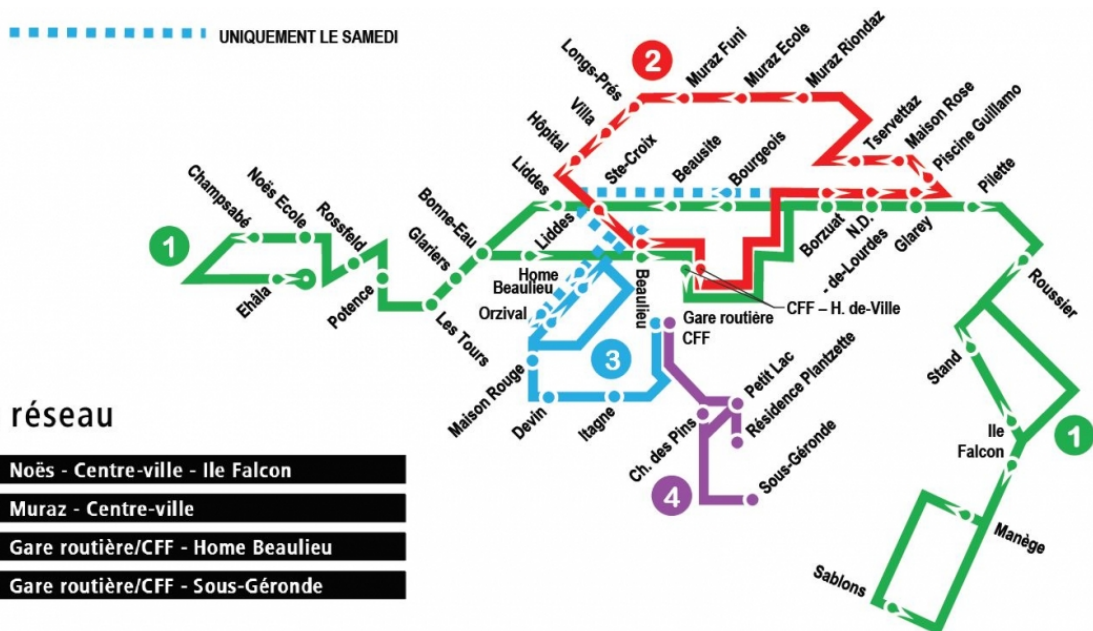 UNIQUEMENT LE SAMEDI
2
Longs-Prés
Muraz Funi
Muraz Ecole
Muraz Riondaz
Villa
Hôpital
Tservettaz
Maison Rose
Piscine Guillamo
Ste-Croix
Beausite
Bourgeois
Pilette
Liddes
Champsabé
Noës Ecole
Rossfeld
Bonne-Eau
Glariers
Liddes
1
Borzuat
N.D.
- de-Lourdes
Glarey
Ehâla
Potence
Les Tours
Home
Beaulieu
Orzival
Beaulieu
Gare routière
CFF
CFF – H. de-Ville
Roussier
3
Maison Rouge
Devin
Itagne
Petit Lac
Résidence Plantzette
Ch. des Pins
Sous-Géronde
4
Stand
Ile
Falcon
1
Manège
Sablons
réseau
Noës - Centre-ville - Ile Falcon
Muraz - Centre-ville
Gare routière/CFF - Home Beaulieu
Gare routière/CFF - Sous-Géronde